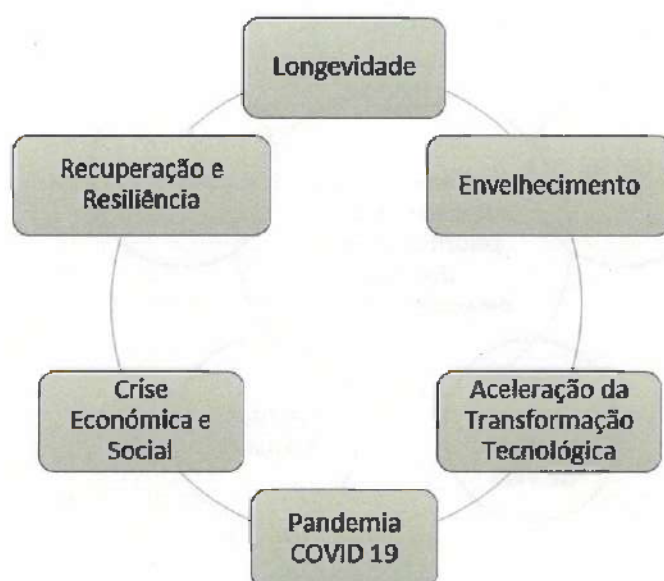 Longevidade
Envelhecimento
Aceleração da
Transformação
Tecnológica
Pandemia
COVID 19
Crise
Económica e
Social
Recuperação e
Resiliência